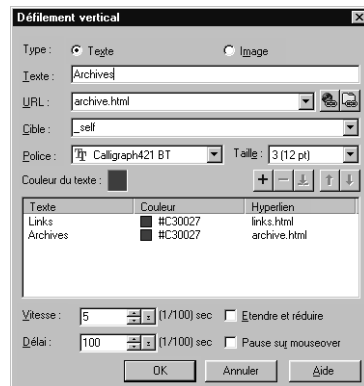 Défilement vertical
Type : Texte Image
Texte : Archives
URL : archive.html
Cible : _self
Police : Calligraph421 BT Taille : 3 (12 pt)
Couleur du texte :
Texte Couleur Hyperlien
Links #C30027 links.html
Archives #C30027 archive.html
Vitesse : 5 (1/100) sec Etendre et réduire
Délai : 100 (1/100) sec Pause sur mouseover
OK Annuler Aide